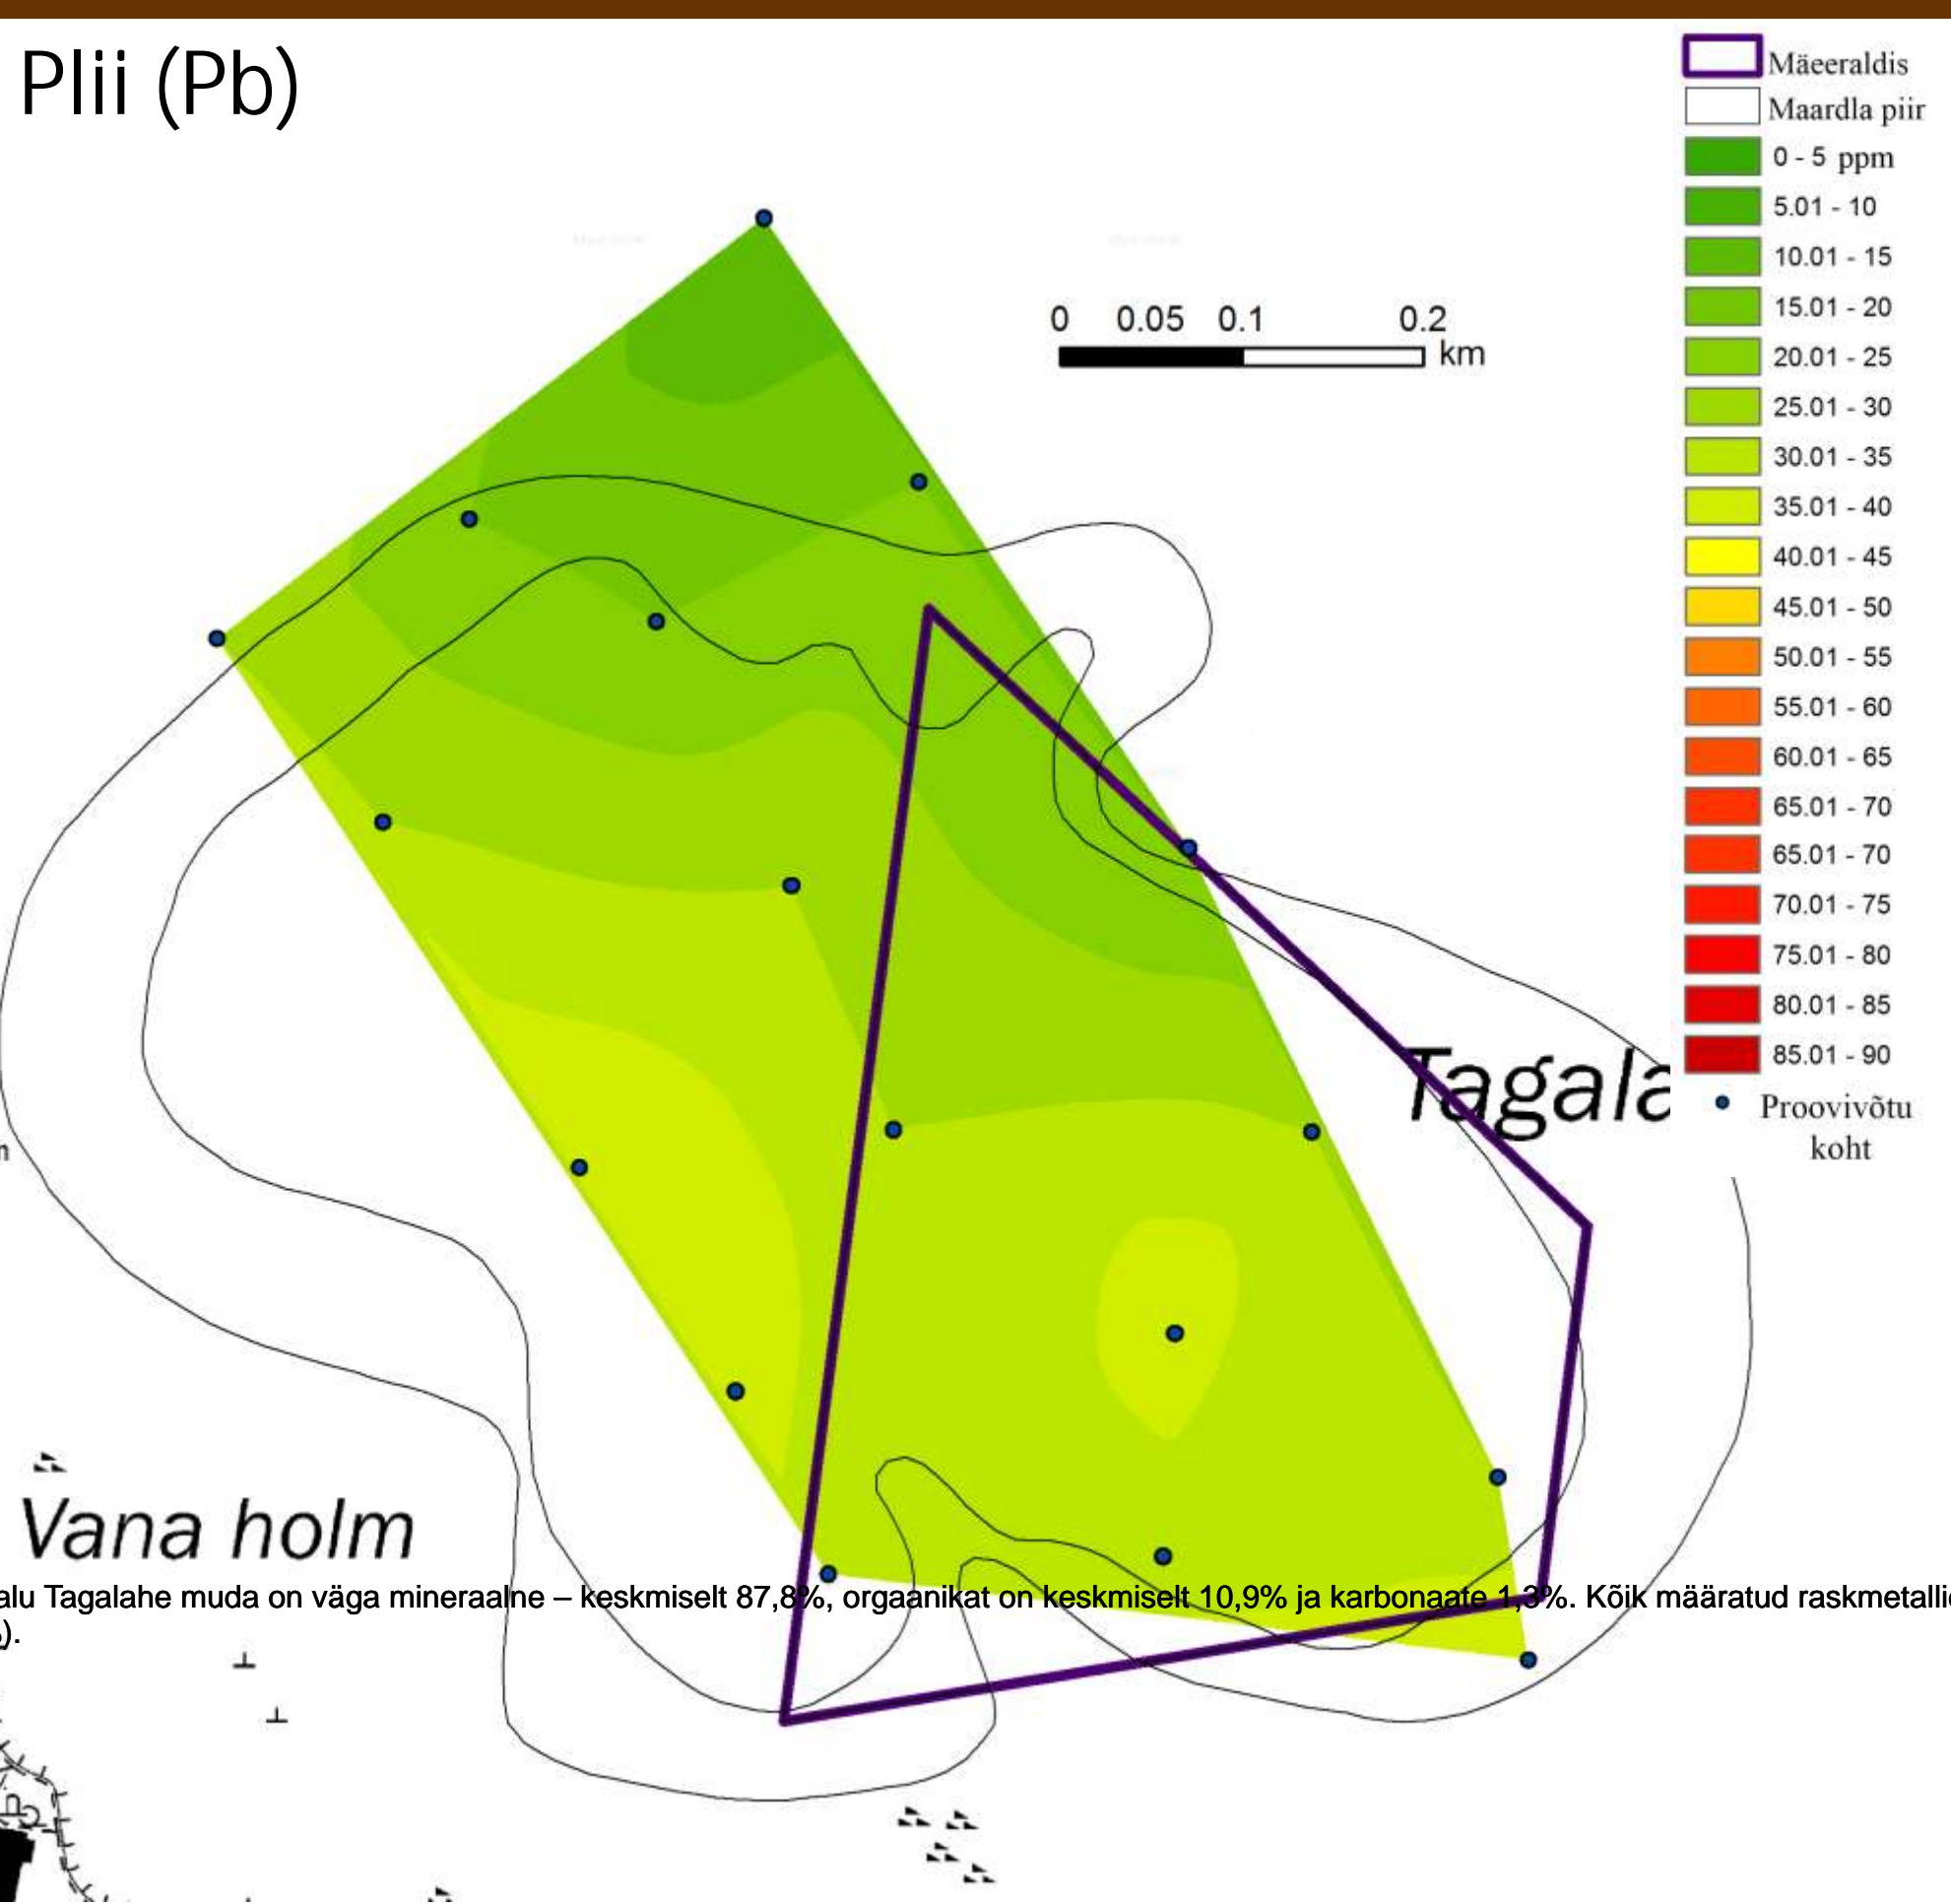 Plii (Pb)
Mäeeraldis
Maardla piir
0 - 5 ppm
5.01 - 10
10.01 - 15
15.01 - 20
20.01 - 25
25.01 - 30
30.01 - 35
35.01 - 40
40.01 - 45
45.01 - 50
50.01 - 55
55.01 - 60
60.01 - 65
65.01 - 70
65.01 - 70
70.01 - 75
75.01 - 80
80.01 - 85
85.01 - 90
Proovivõtu
koht
0 0.05 0.1 0.2
km
Tagala
Vana holm
alu Tagalahe muda on väga mineraalne – keskmiselt 87,8%, orgaanikat on keskmiselt 10,9% ja karbonaate 1,3%. Kõik määratud raskmetallid
).